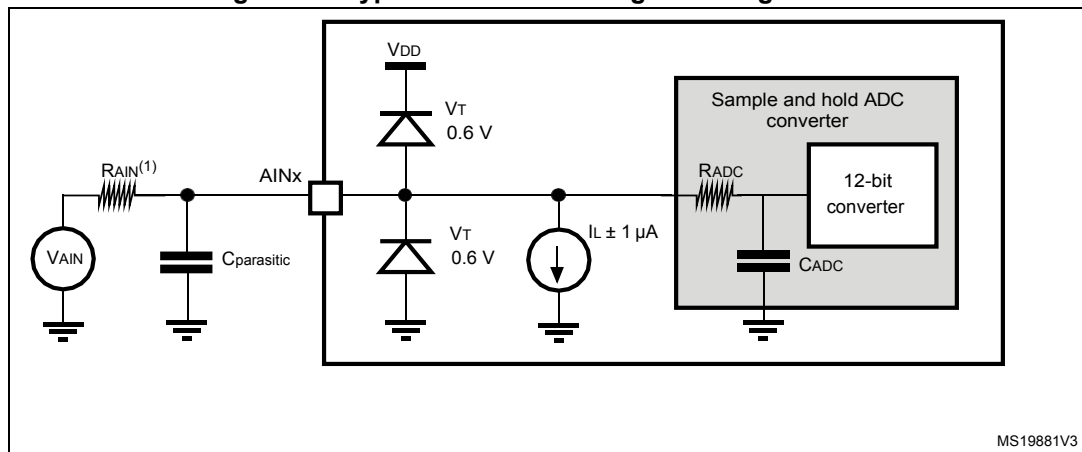 VDD
VT
0.6 V
Sample and hold ADC
converter
RAIN(1)
AINx
RADC
12-bit
converter
VT
0.6 V
IL ± 1 µA
VAIN
Cparasitic
CADC
MS19881V3